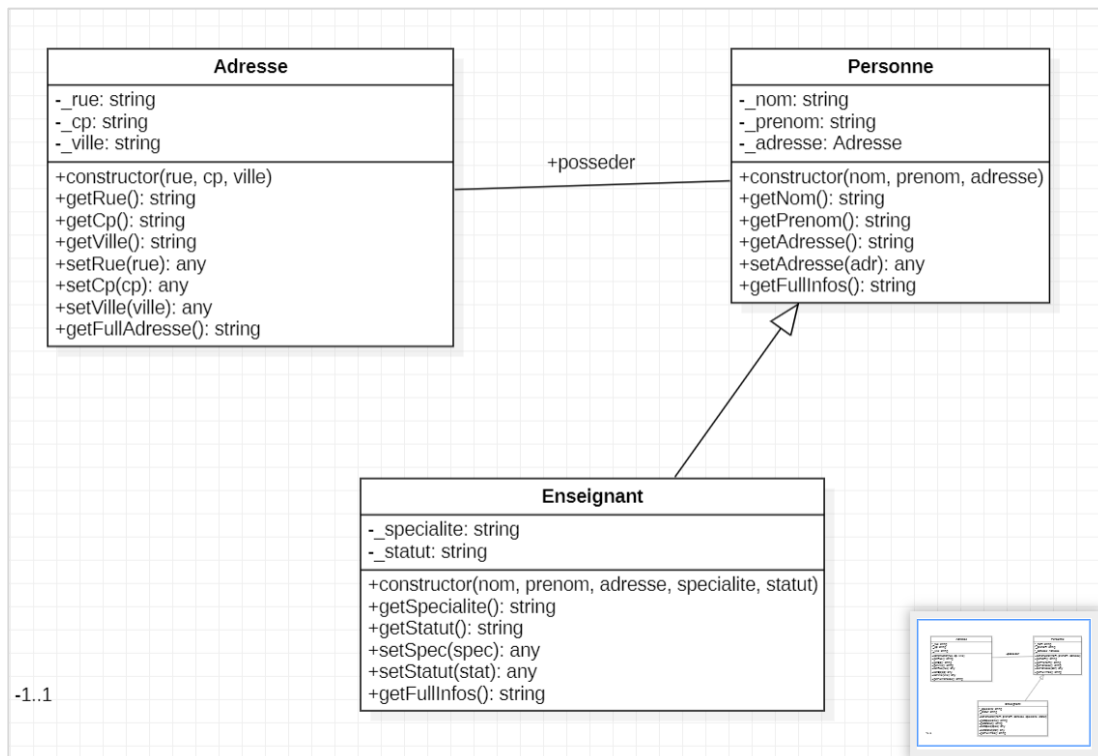 Adresse
-_rue: string
-_cp: string
-_ville: string
+constructor(rue, cp, ville)
+getRue(): string
+getCp(): string
+getVille(): string
+setRue(rue): any
+setCp(cp): any
+setVille(ville): any
+getFullAdresse(): string
+posseder
Personne
-_nom: string
-_prenom: string
-_adresse: Adresse
+constructor(nom, prenom, adresse)
+getNom(): string
+getPrenom(): string
+getAdresse(): string
+setAdresse(adr): any
+getFullInfos(): string
Enseignant
-_specialite: string
-_statut: string
+constructor(nom, prenom, adresse, specialite, statut)
+getSpecialite(): string
+getStatut(): string
+setSpec(spec): any
+setStatut(stat): any
+getFullInfos(): string
-1..1